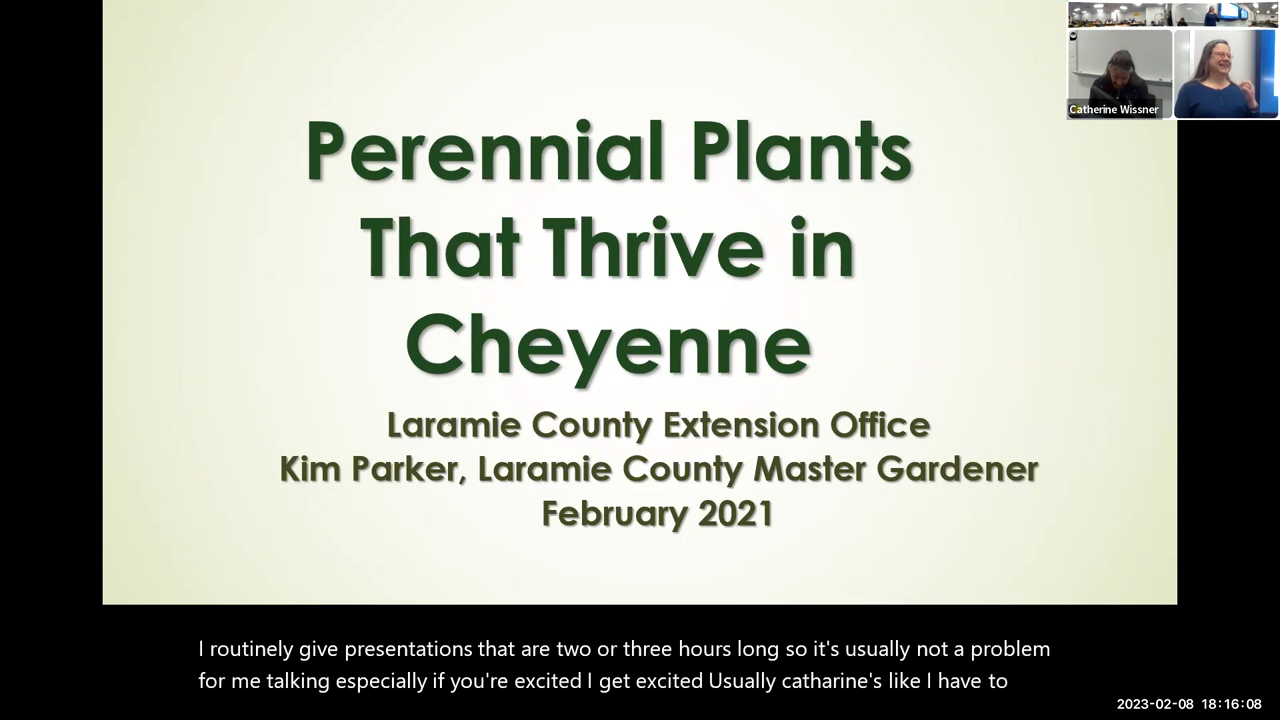 Perennial Plants
That Thrive in
Cheyenne
Laramie County Extension Office
Kim Parker, Laramie County Master Gardener
February 2021
Catherine Wissner
I routinely give presentations that are two or three hours long so it's usually not a problem
for me talking especially if you're excited I get excited Usually catharine's like I have to
2023-02-08 18:16:08